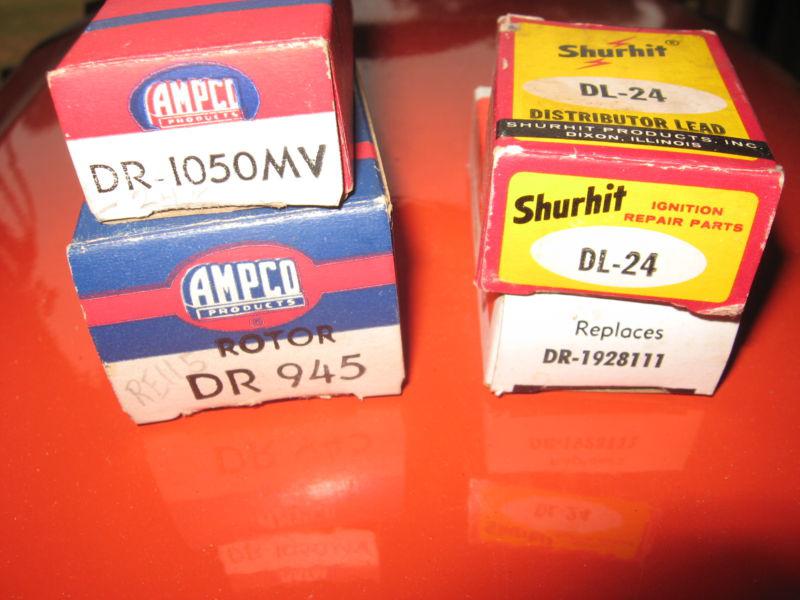 AMPCO
PRODUCTS
DR-1050MV
AMPCO
PRODUCTS
®
ROTOR
DR 945
RE115
Shurhit®
DL-24
DISTRIBUTOR LEAD
SHURHIT PRODUCTS, INC.
DIXON, ILLINOIS
Shurhit
IGNITION
REPAIR PARTS
DL-24
Replaces
DR-1928111